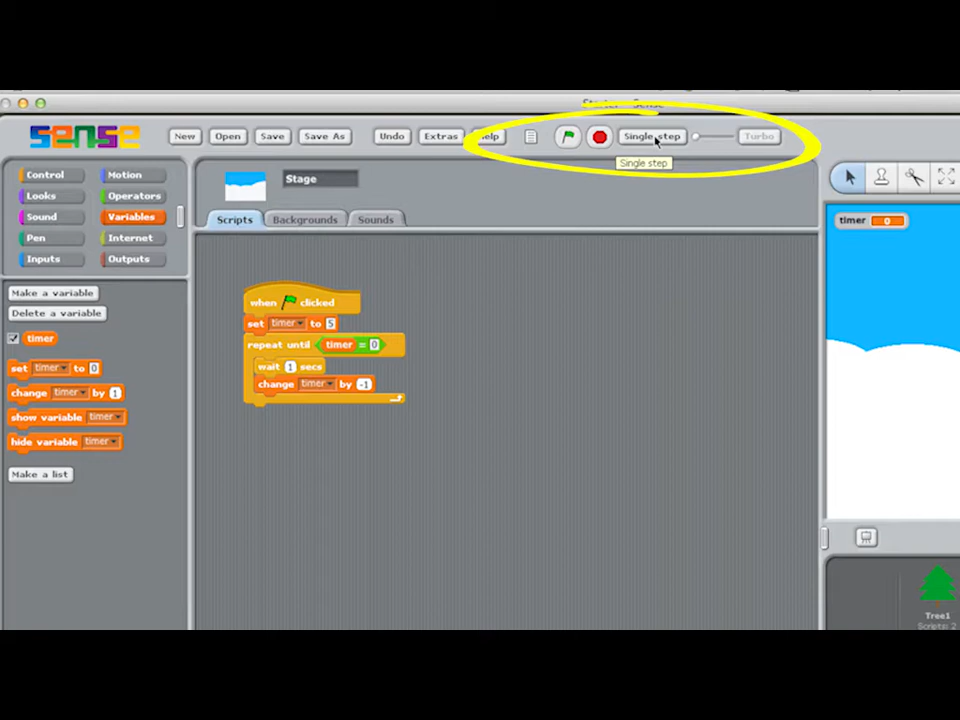 sense
New Open Save Save As Undo Extras Help Single step Turbo
Single step
Control Motion
Looks Operators
Sound Variables
Pen Internet
Inputs Outputs
Stage
Scripts Backgrounds Sounds
Make a variable
Delete a variable
timer
set timer to 0
change timer by 1
show variable timer
hide variable timer
Make a list
when clicked
set timer to 5
repeat until timer = 0
wait 1 secs
change timer by -1
timer 0
Tree1
Scripts: 2